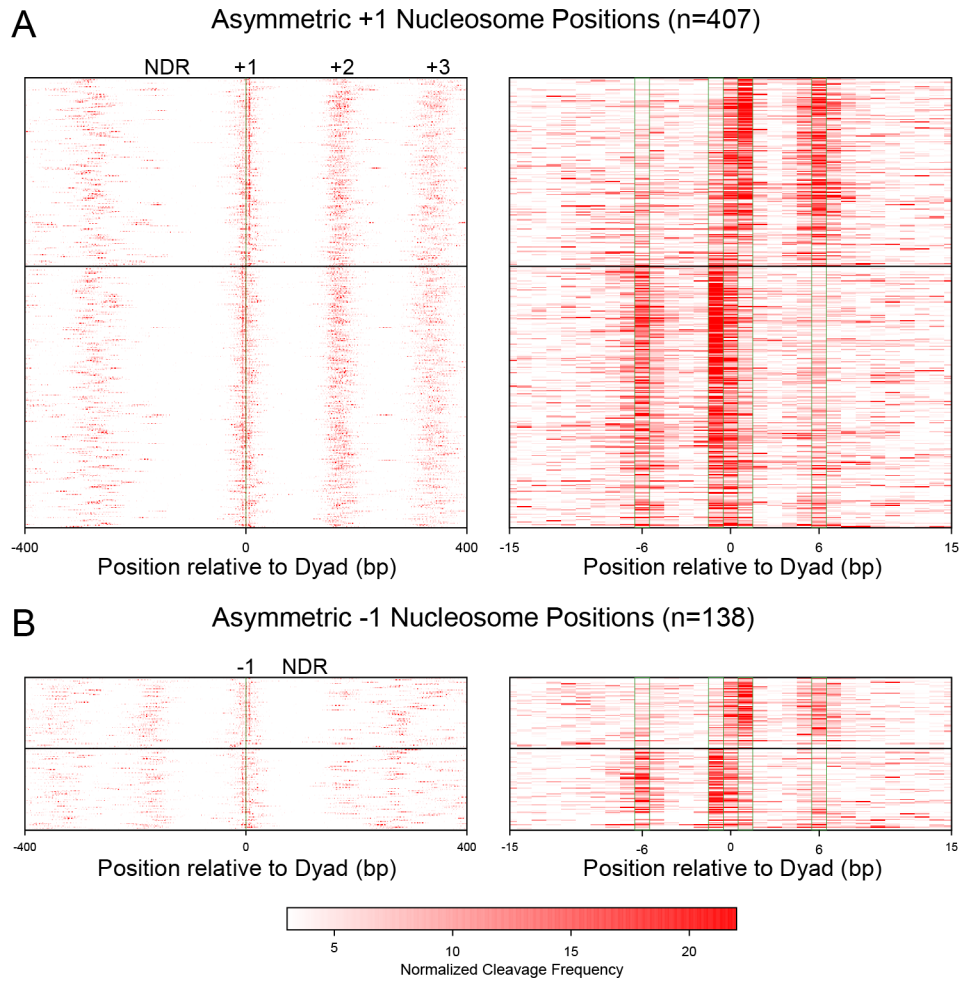 A
Asymmetric +1 Nucleosome Positions (n=407)
NDR +1 +2 +3
-400 0 400
-15 -6 0 6 15
Position relative to Dyad (bp)
Position relative to Dyad (bp)
B
Asymmetric -1 Nucleosome Positions (n=138)
-1 NDR
-400 0 400
-15 -6 0 6 15
Position relative to Dyad (bp)
Position relative to Dyad (bp)
5 10 15 20
Normalized Cleavage Frequency